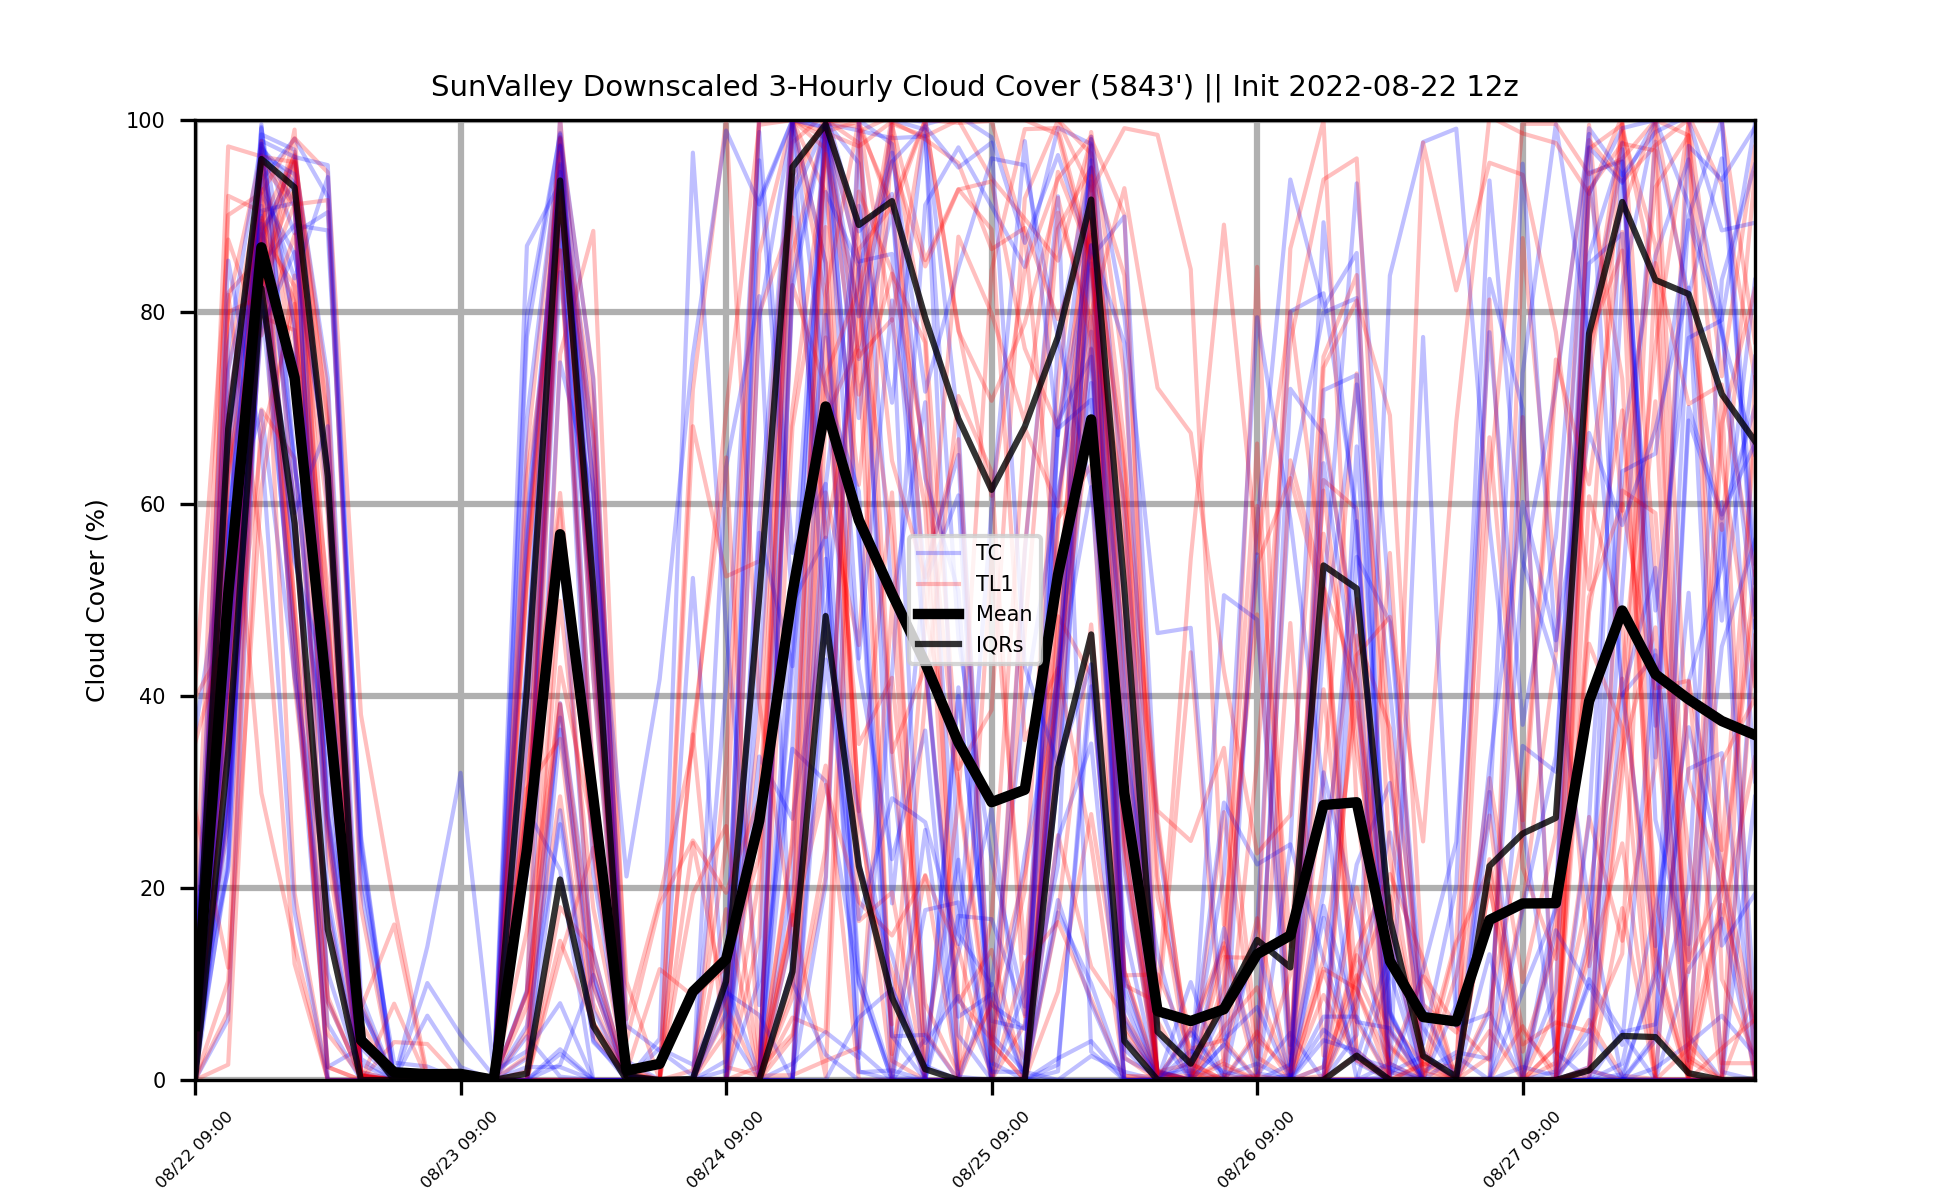 SunValley Downscaled 3-Hourly Cloud Cover (5843') || Init 2022-08-22 12z
Cloud Cover (%)
100
80
60
40
20
0
TC
TL1
Mean
IQRs
08/22 09:00
08/23 09:00
08/24 09:00
08/25 09:00
08/26 09:00
08/27 09:00